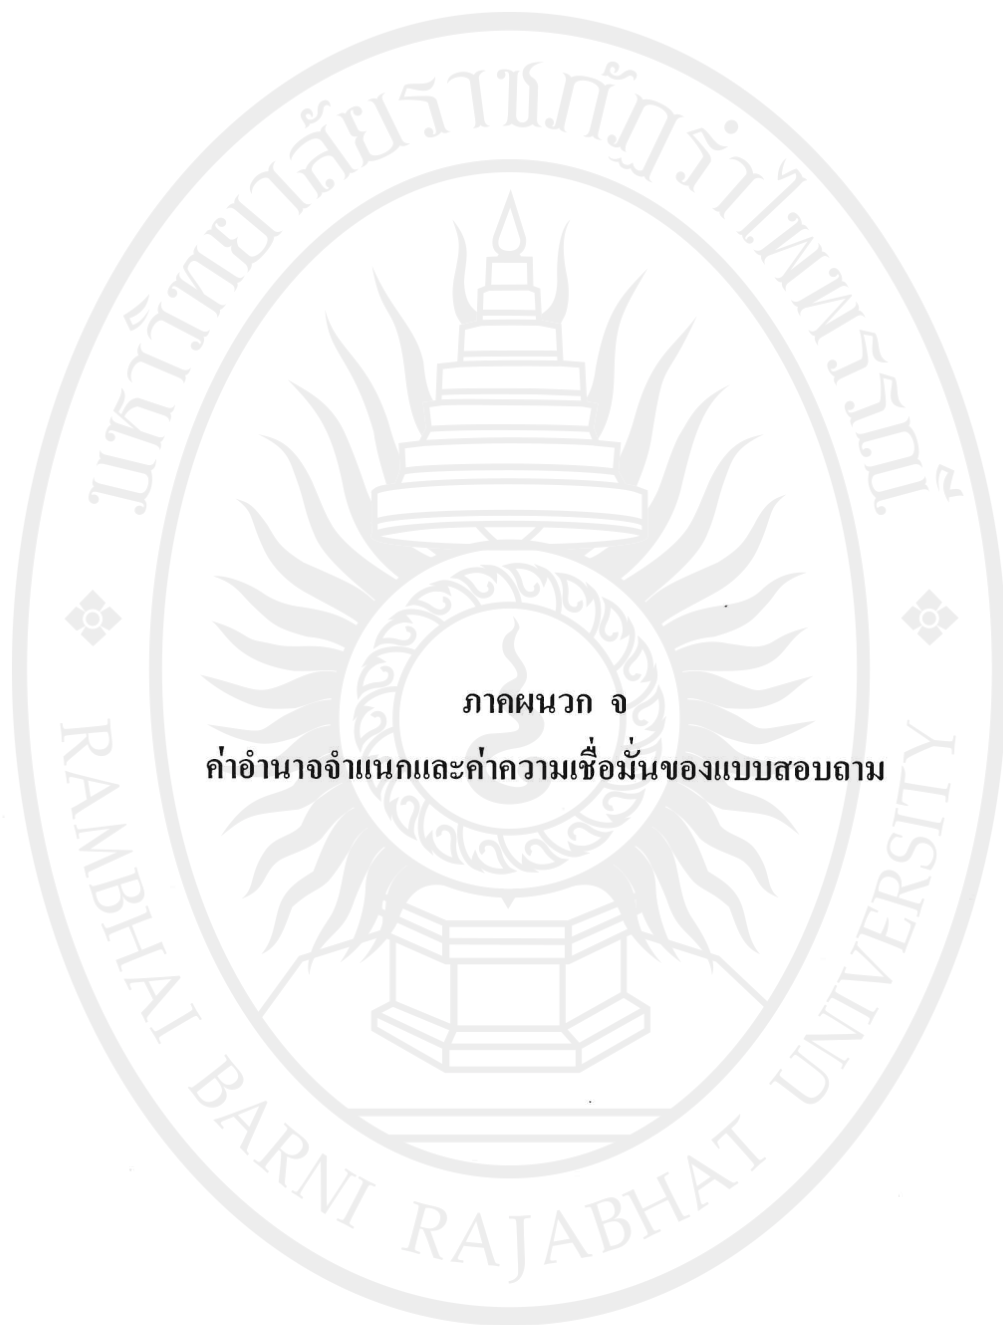 มหาวิทยาลัยราชภัฏรำไพพรรณี
ภาคผนวก จ
ค่าอำนาจจำแนกและค่าความเชื่อมั่นของแบบสอบถาม
RAMBHAI BARNI RAJABHAT UNIVERSITY